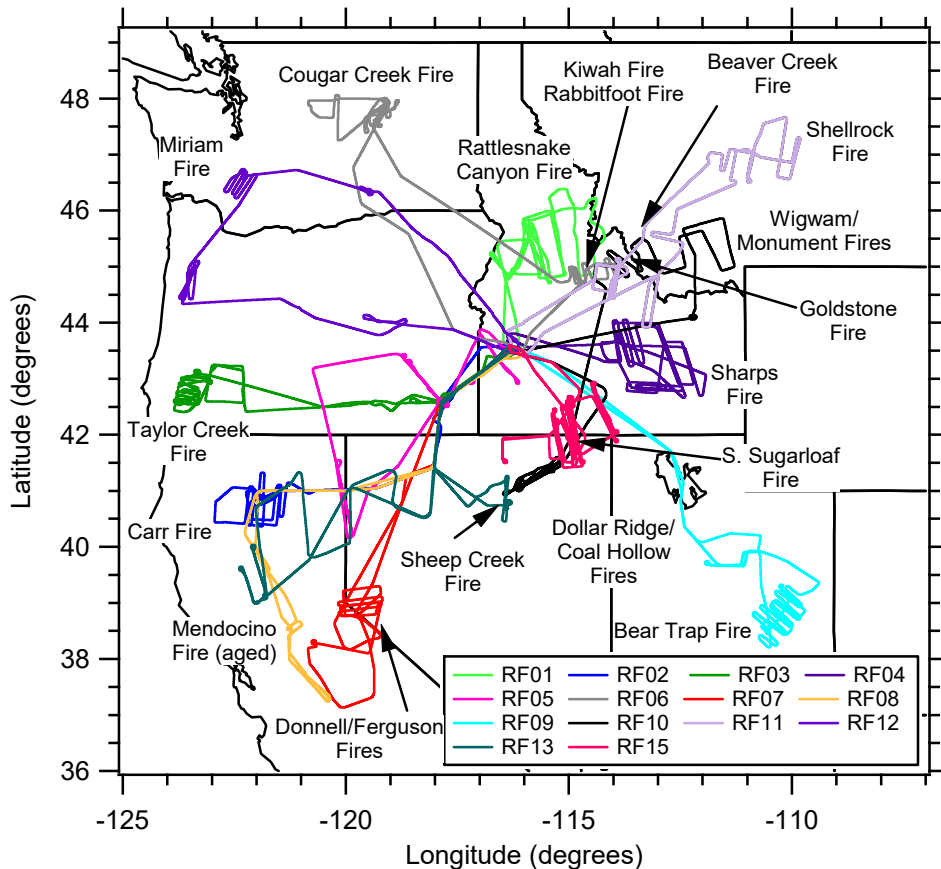 Cougar Creek Fire
Kiwah Fire
Rabbitfoot Fire
Beaver Creek
Fire
Miriam
Fire
Rattlesnake
Canyon Fire
Shellrock
Fire
Wigwam/
Monument Fires
Goldstone
Fire
Sharps
Fire
Taylor Creek
Fire
S. Sugarloaf
Fire
Carr Fire
Sheep Creek
Fire
Dollar Ridge/
Coal Hollow
Fires
Mendocino
Fire (aged)
Bear Trap Fire
Donnell/Ferguson
Fires
RF01 RF02 RF03 RF04
RF05 RF06 RF07 RF08
RF09 RF10 RF11 RF12
RF13 RF15
48
46
44
42
40
38
36
Latitude (degrees)
-125 -120 -115 -110
Longitude (degrees)